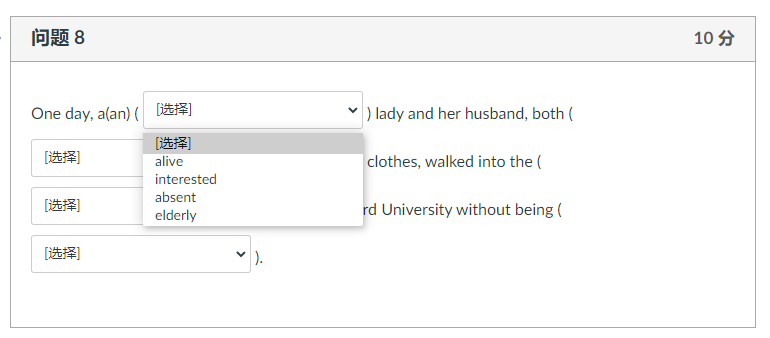 问题 8
10 分
One day, a(an) ( [选择] ) lady and her husband, both (
[选择]
alive
interested
absent
elderly
[选择] clothes, walked into the (
[选择] rd University without being (
[选择] ).